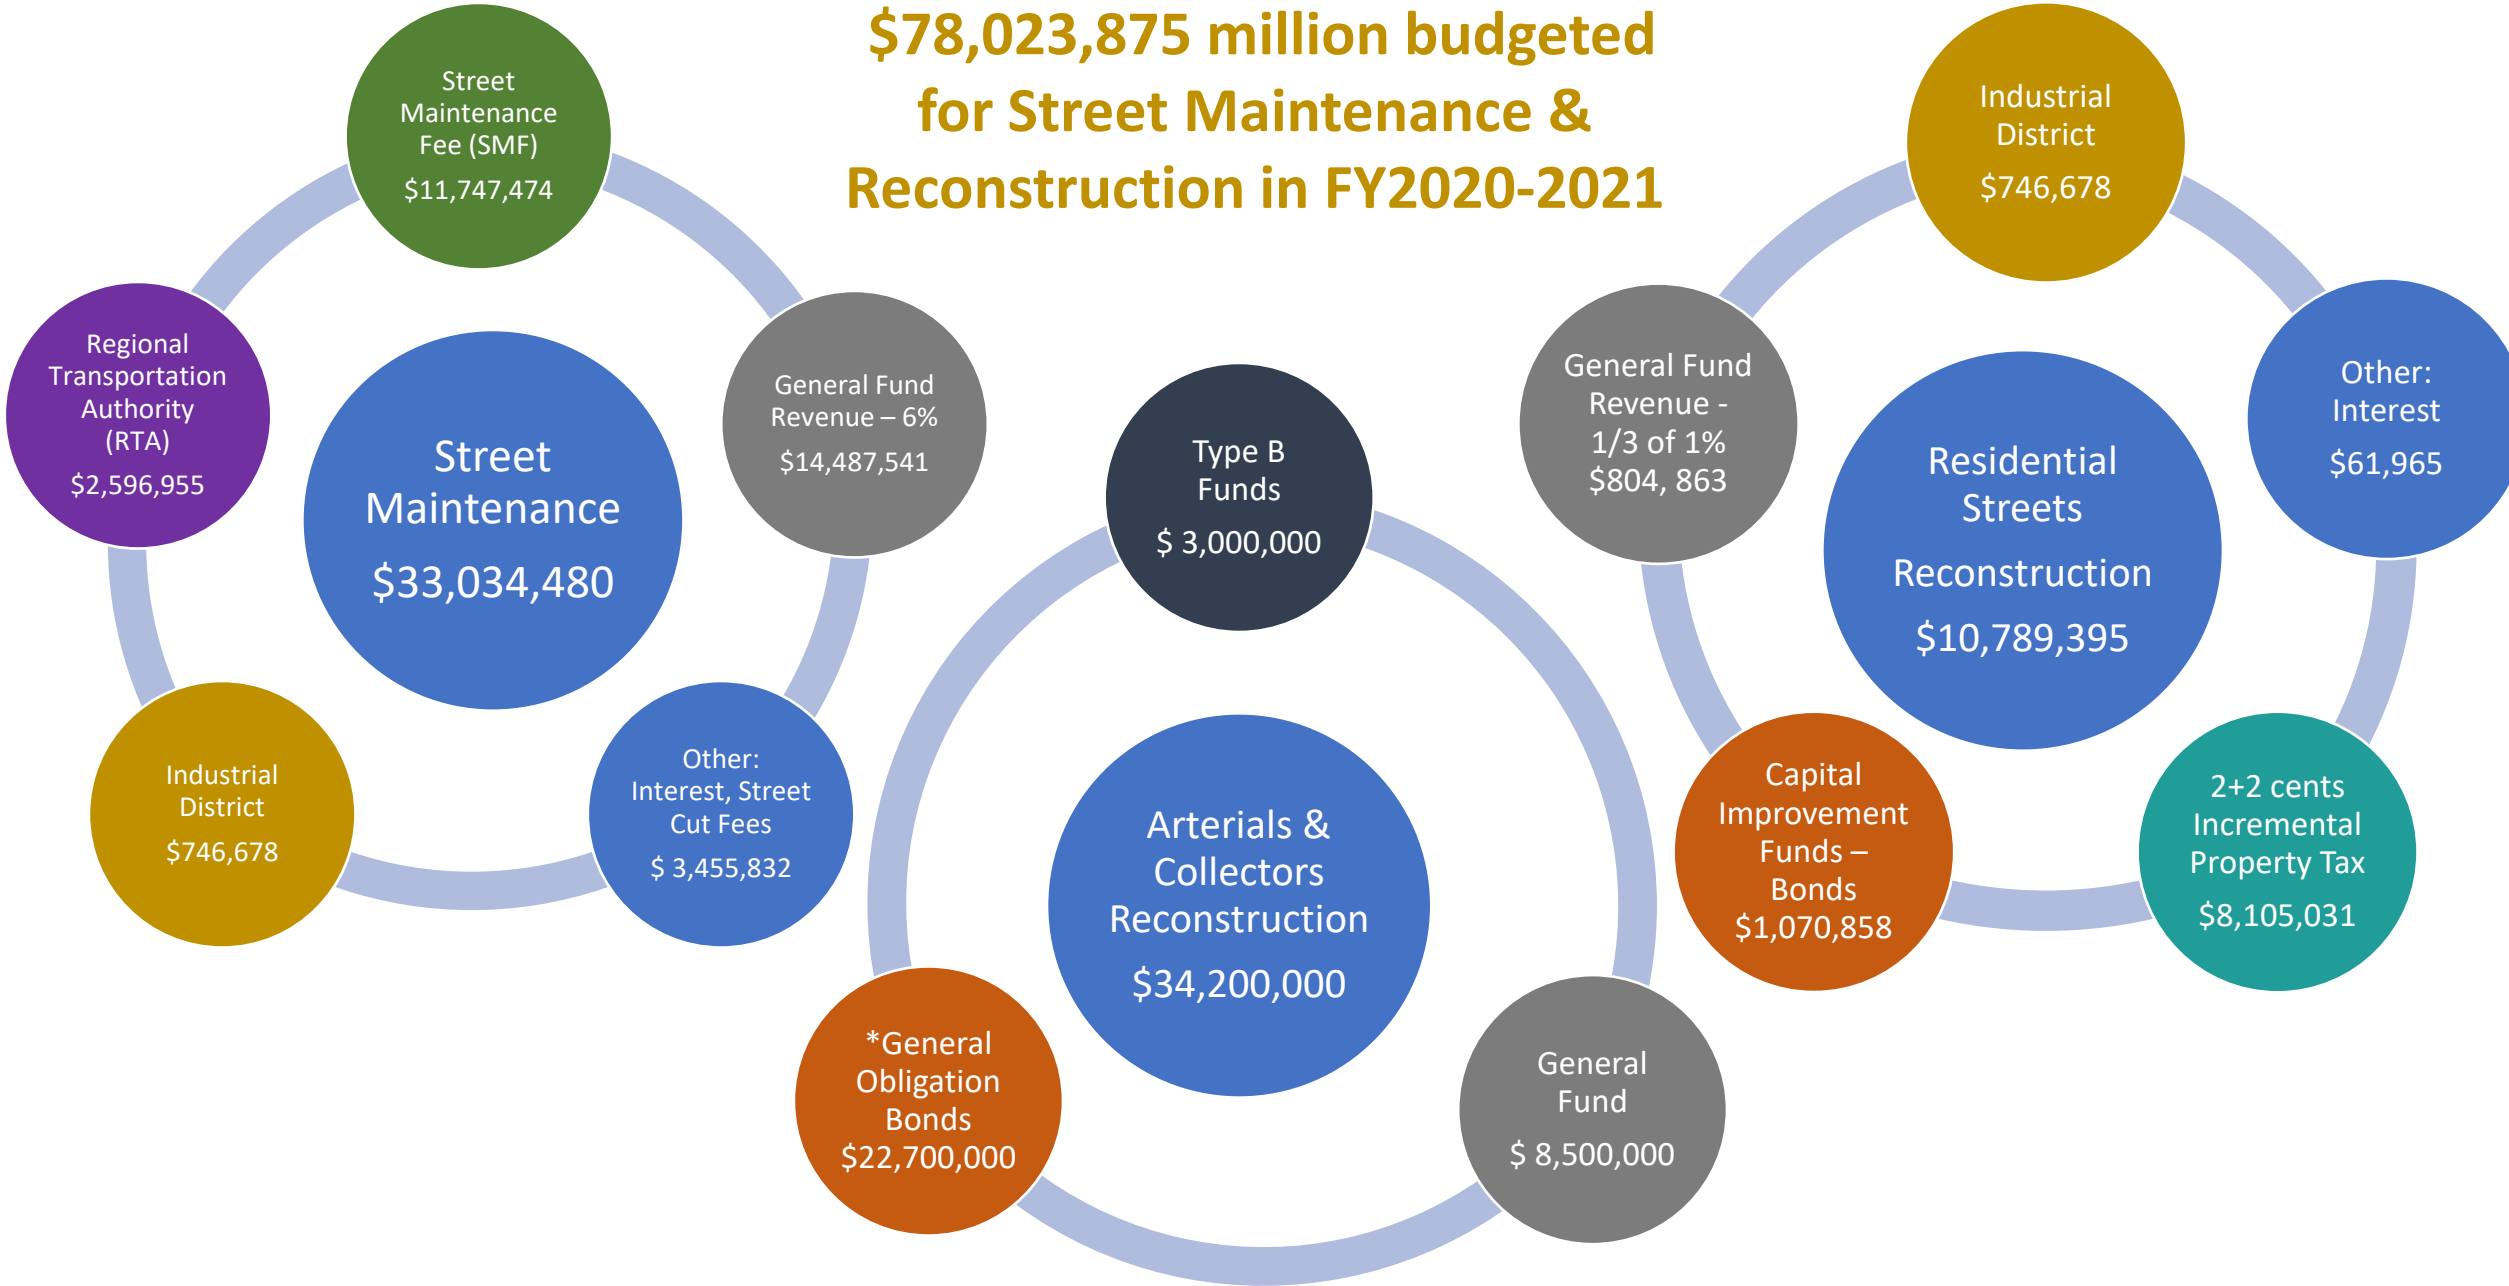 $78,023,875 million budgeted
for Street Maintenance &
Reconstruction in FY2020-2021
Street
Maintenance
Fee (SMF)
$11,747,474
Regional
Transportation
Authority
(RTA)
$2,596,955
Street
Maintenance
$33,034,480
General Fund
Revenue – 6%
$14,487,541
Industrial
District
$746,678
Other:
Interest, Street
Cut Fees
$ 3,455,832
Type B
Funds
$ 3,000,000
Arterials &
Collectors
Reconstruction
$34,200,000
*General
Obligation
Bonds
$22,700,000
General
Fund
$ 8,500,000
Industrial
District
$746,678
General Fund
Revenue -
1/3 of 1%
$804, 863
Residential
Streets
Reconstruction
$10,789,395
Other:
Interest
$61,965
Capital
Improvement
Funds –
Bonds
$1,070,858
2+2 cents
Incremental
Property Tax
$8,105,031